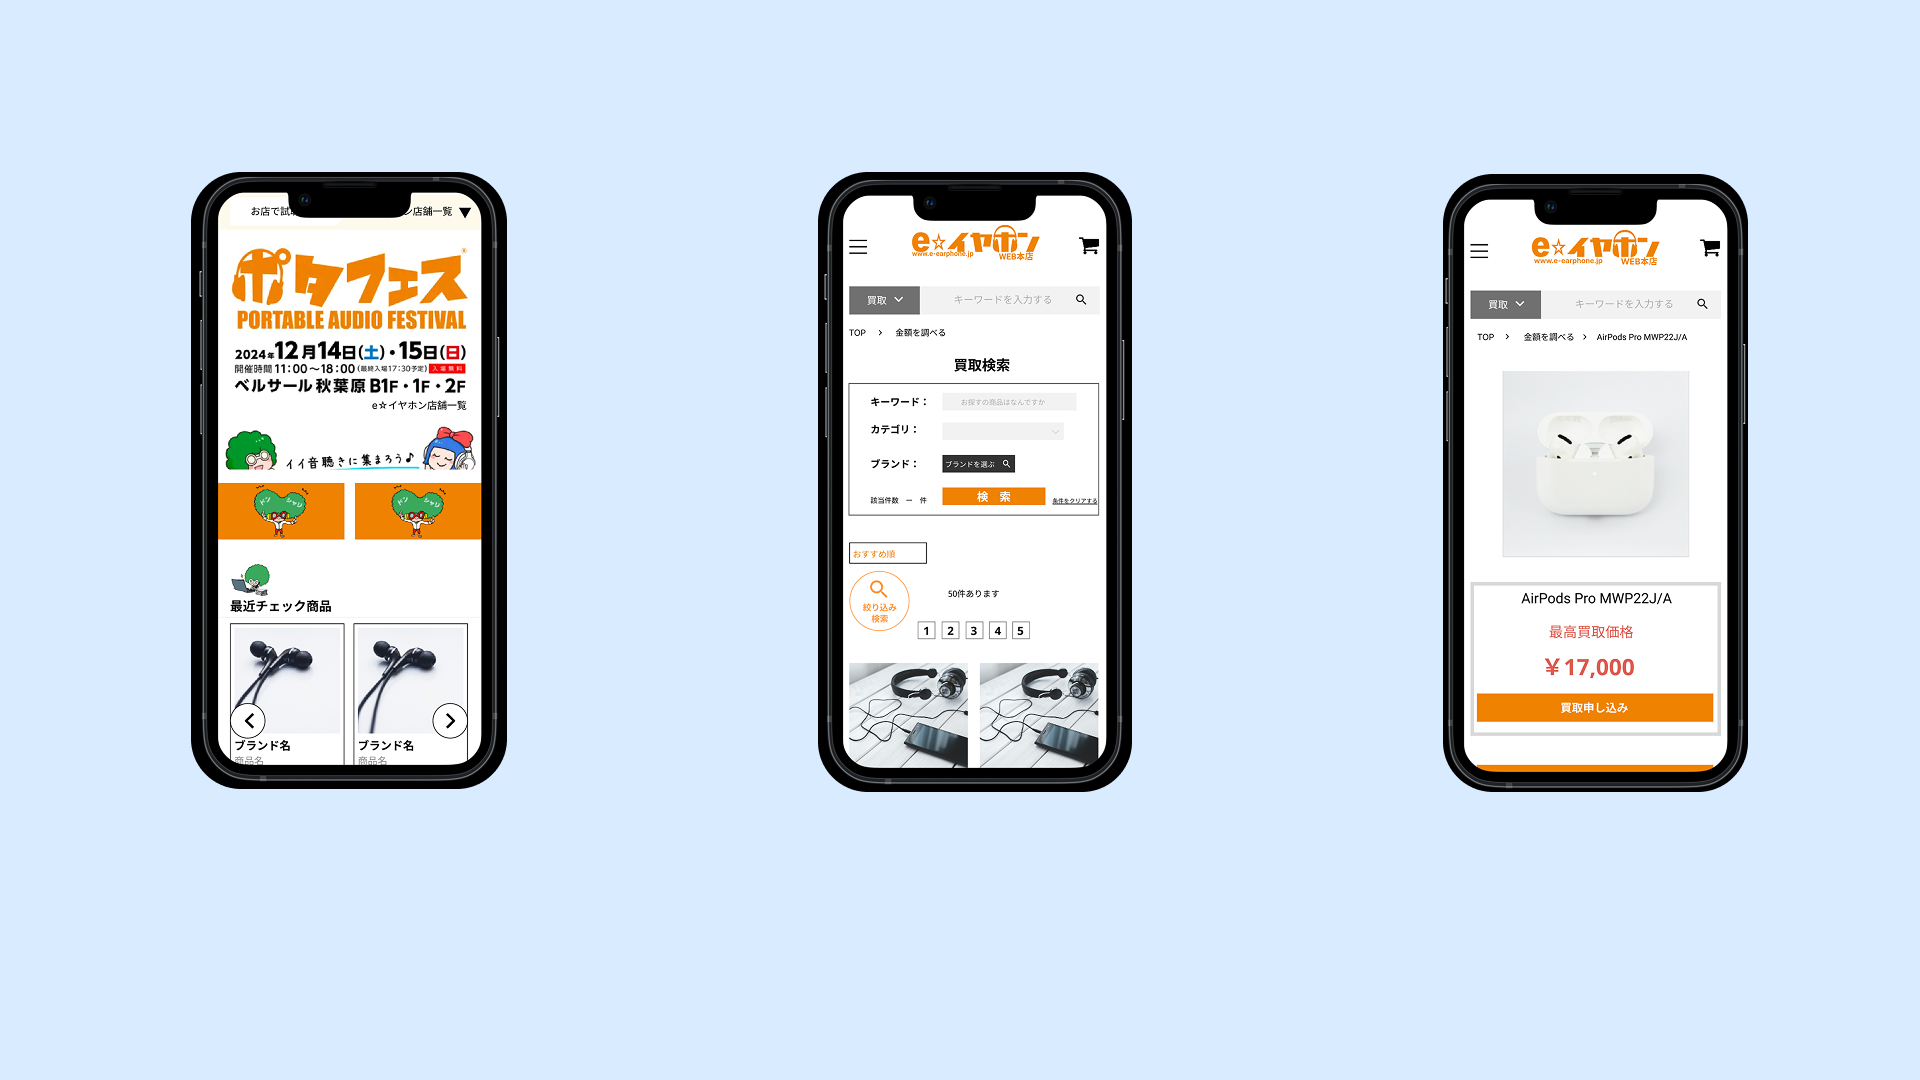 お店で試
ン店舗一覧 ▼
ポタフェス
PORTABLE AUDIO FESTIVAL
2024年12月14日(土)・15日(日)
開催時間 11:00～18:00 (最終入場17:30予定) 入場無料
ベルサール秋葉原 B1F・1F・2F
e☆イヤホン店舗一覧
イイ音聴きに集まろう♪
ドン シャリ
ドン シャリ
最近チェック商品
ブランド名
商品名
ブランド名
商品名
e☆イヤホン
www.e-earphone.jp WEB本店
買取 キーワードを入力する
TOP > 金額を調べる
買取検索
キーワード： お探すの商品はなんですか
カテゴリ：
ブランド： ブランドを選ぶ
該当件数 ー 件 検 索 条件をクリアする
おすすめ順
絞り込み
検索
50件あります
1 2 3 4 5
e☆イヤホン
www.e-earphone.jp WEB本店
買取 キーワードを入力する
TOP > 金額を調べる > AirPods Pro MWP22J/A
AirPods Pro MWP22J/A
最高買取価格
￥17,000
買取申し込み